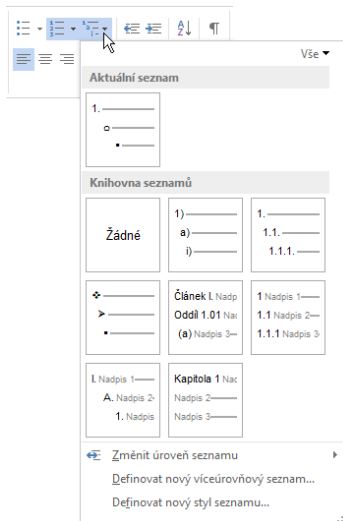 Vše
Aktuální seznam
1.
Knihovna seznamů
Žádné
1)
a)
i)
1.
1.1.
1.1.1.
Článek I. Nadp
Oddíl 1.01 Nad
(a) Nadpis 3
1 Nadpis 1
1.1 Nadpis 2
1.1.1 Nadpis 3
I. Nadpis 1
A. Nadpis 2
1. Nadpis
Kapitola 1 Nad
Nadpis 2
Nadpis 3
Změnit úroveň seznamu
Definovat nový víceúrovňový seznam...
Definovat nový styl seznamu...